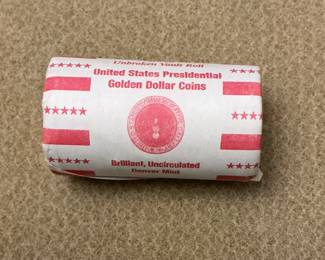 Unbroken Vault Roll
United States Presidential
Golden Dollar Coins
Brilliant, Uncirculated
Denver Mint